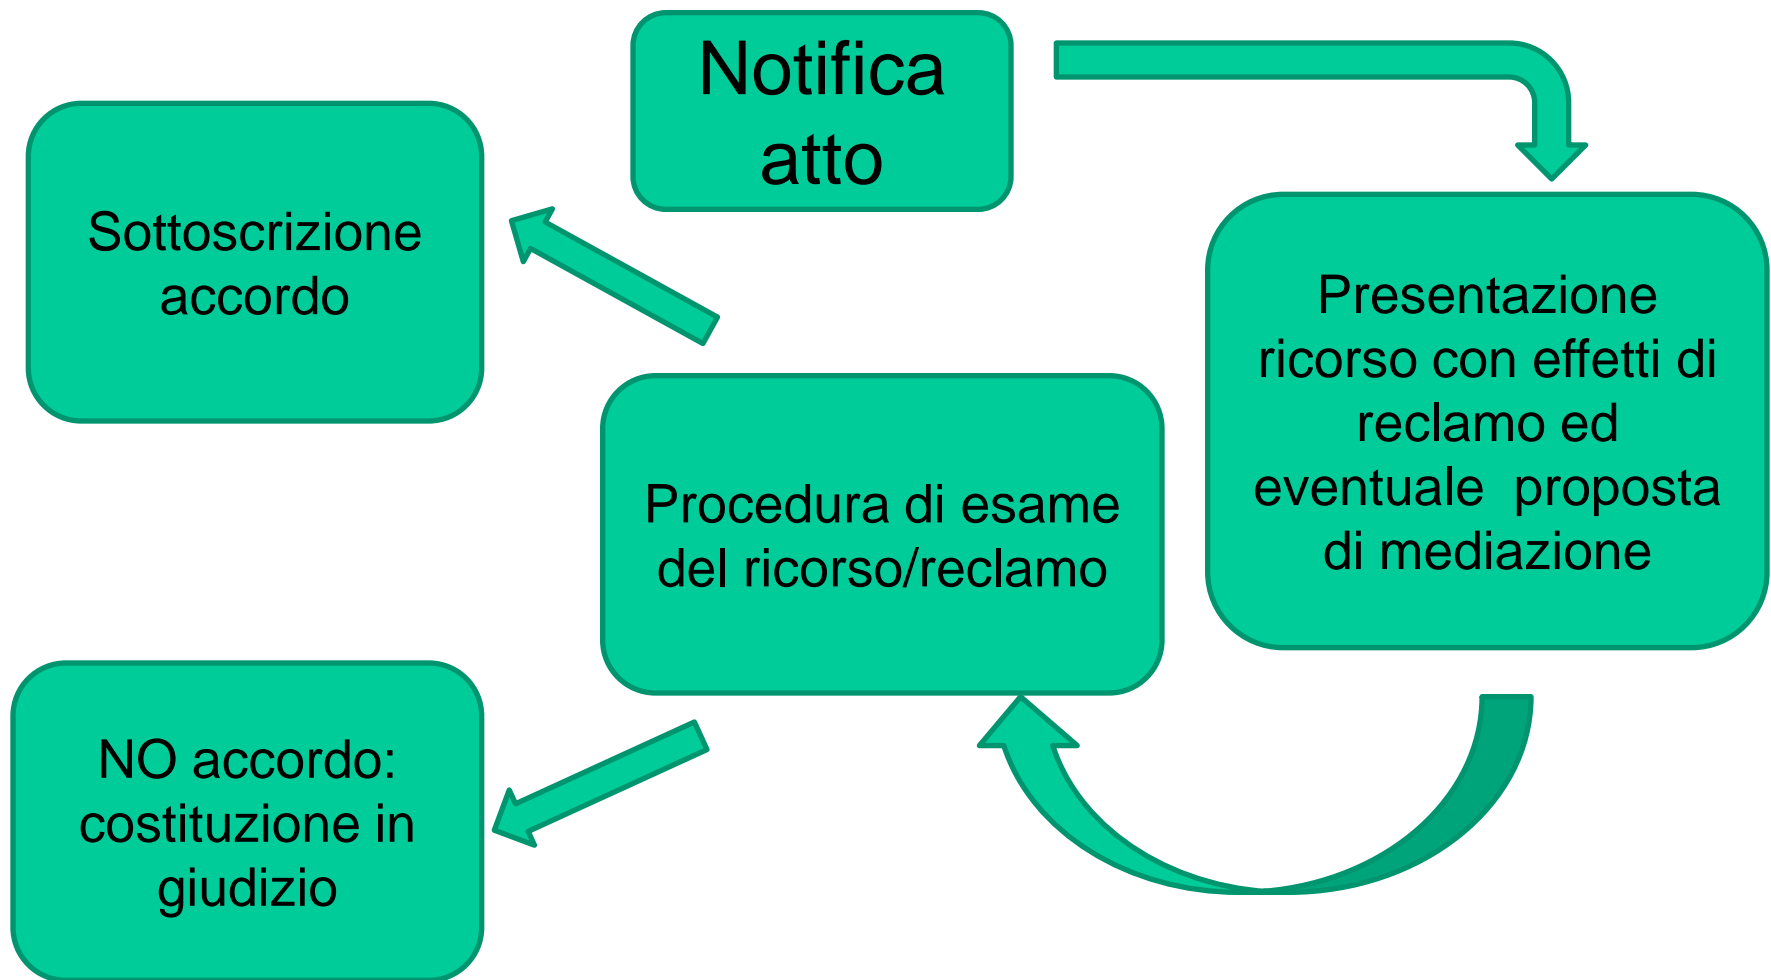 Notifica
atto
Presentazione
ricorso con effetti di
reclamo ed
eventuale  proposta
di mediazione
Procedura di esame
del ricorso/reclamo
Sottoscrizione
accordo
NO accordo:
costituzione in
giudizio